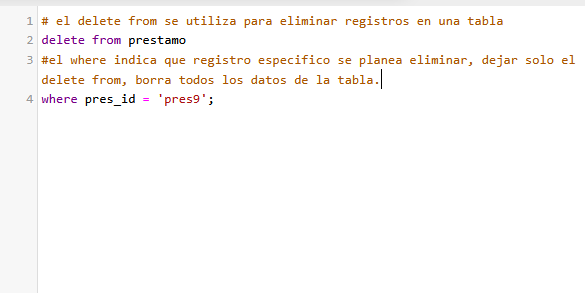 1 # el delete from se utiliza para eliminar registros en una tabla
2 delete from prestamo
3 #el where indica que registro especifico se planea eliminar, dejar solo el
delete from, borra todos los datos de la tabla.
4 where pres_id = 'pres9';